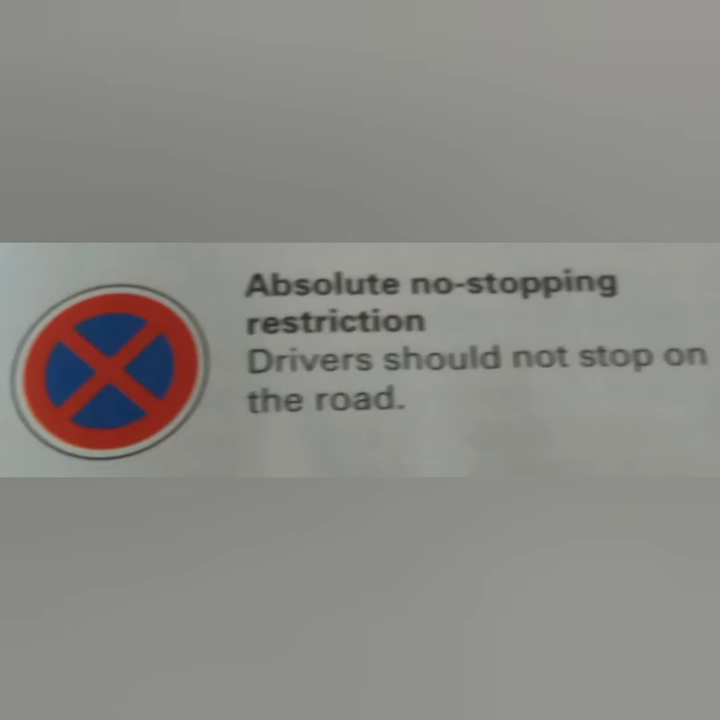 Absolute no-stopping
restriction
Drivers should not stop on
the road.